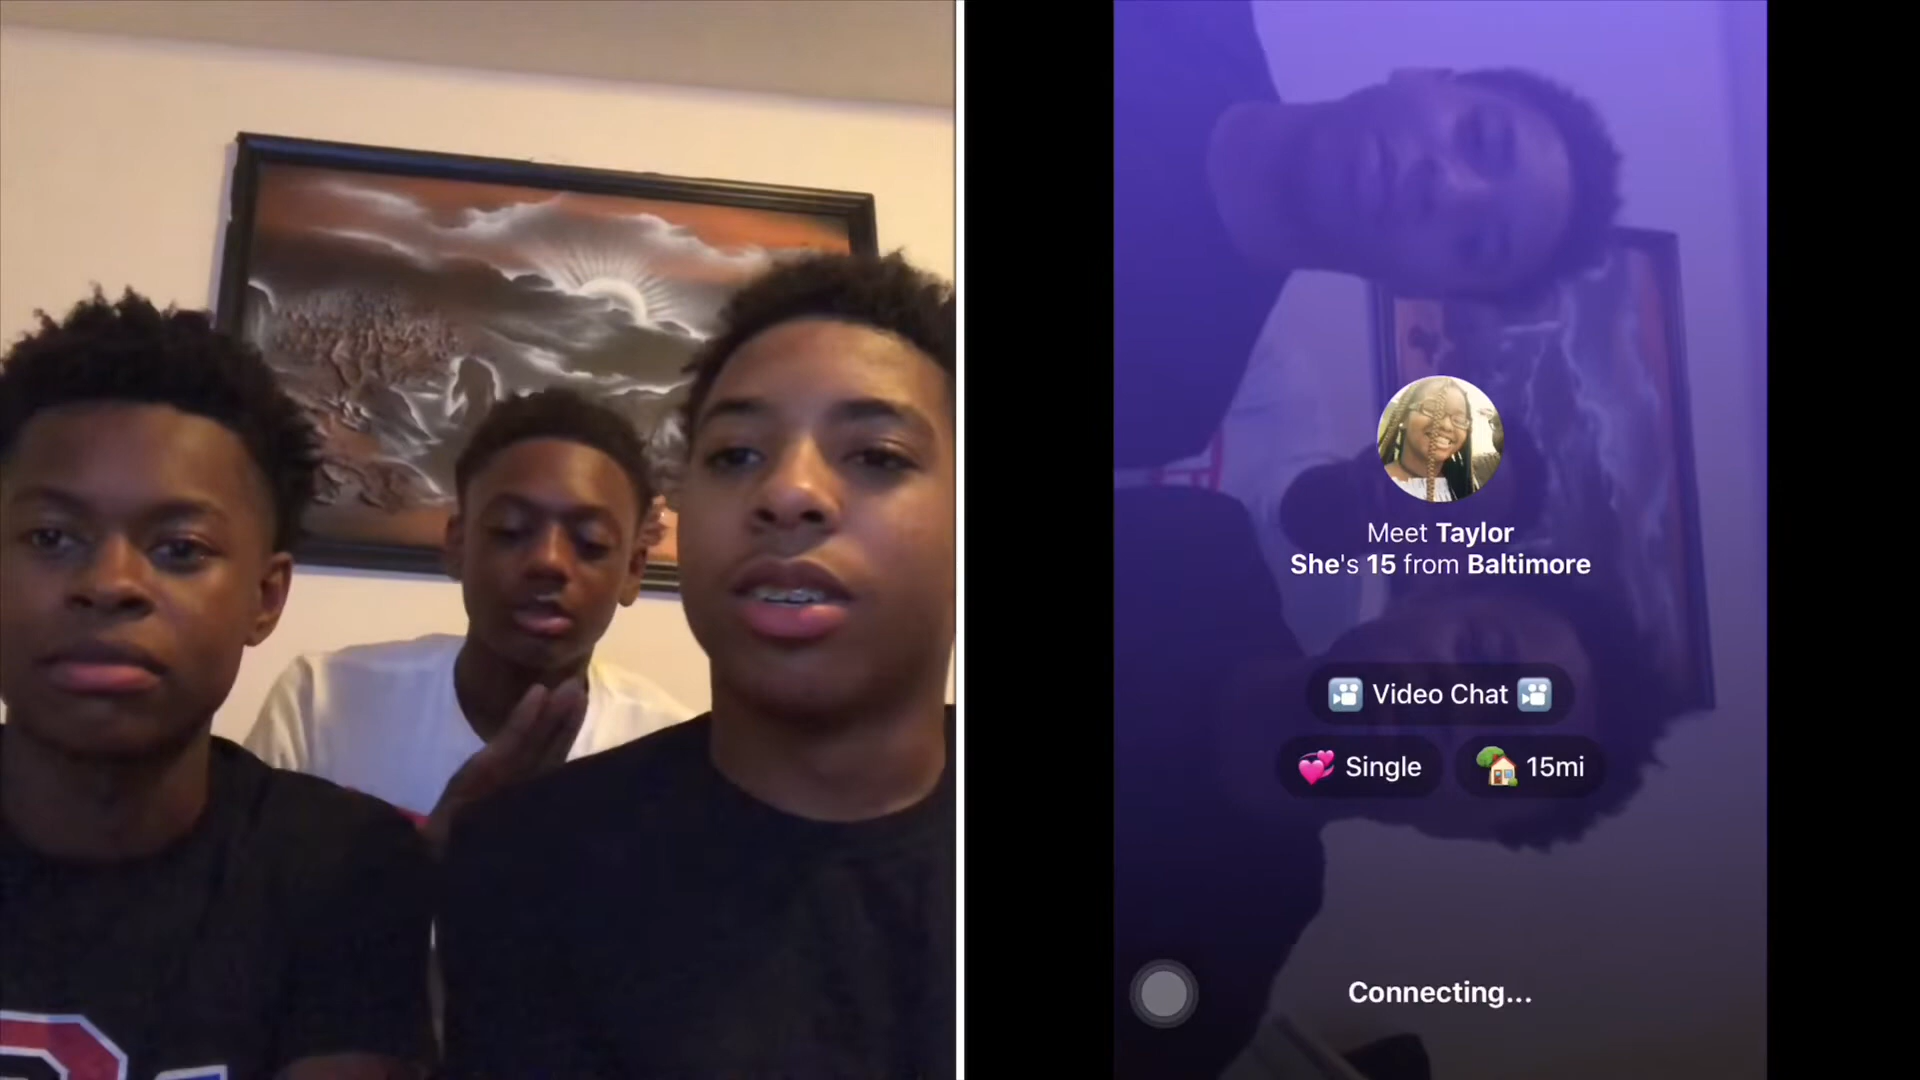 Meet Taylor
She's 15 from Baltimore
Video Chat
Single
15mi
Connecting...